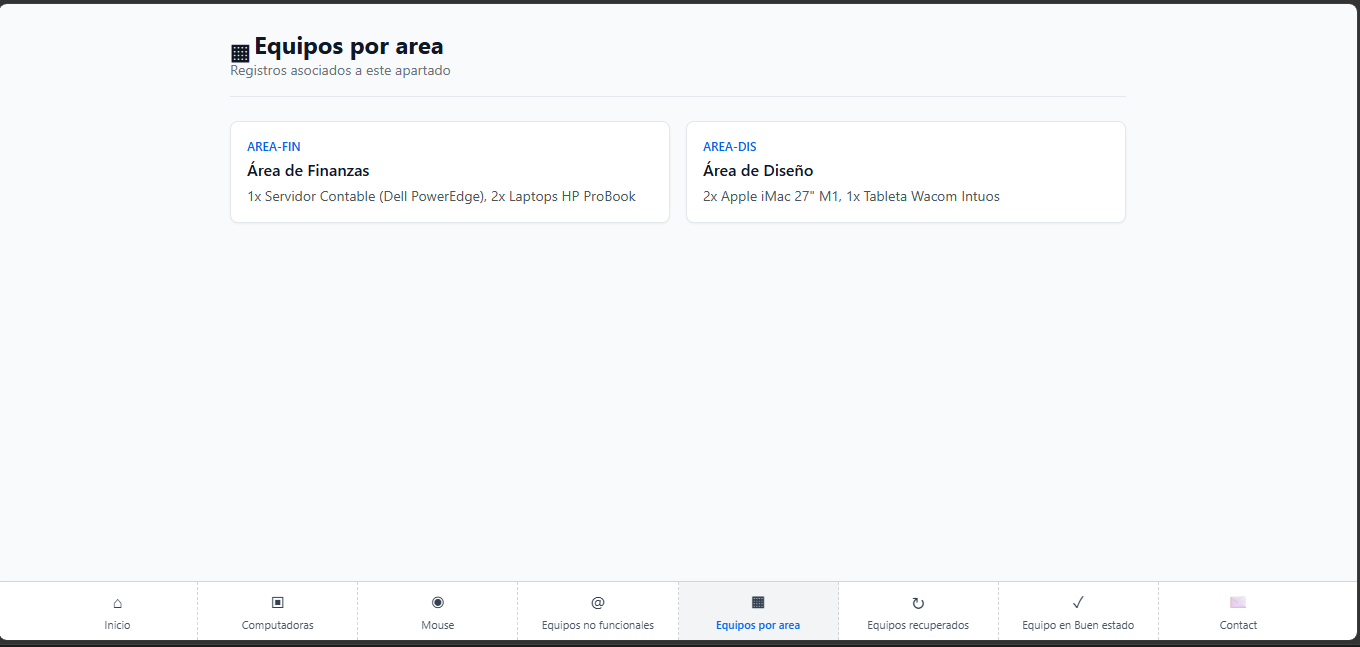 Equipos por area
Registros asociados a este apartado
AREA-FIN
Área de Finanzas
1x Servidor Contable (Dell PowerEdge), 2x Laptops HP ProBook
AREA-DIS
Área de Diseño
2x Apple iMac 27" M1, 1x Tableta Wacom Intuos
Inicio
Computadoras
Mouse
@
Equipos no funcionales
Equipos por area
Equipos recuperados
Equipo en Buen estado
Contact